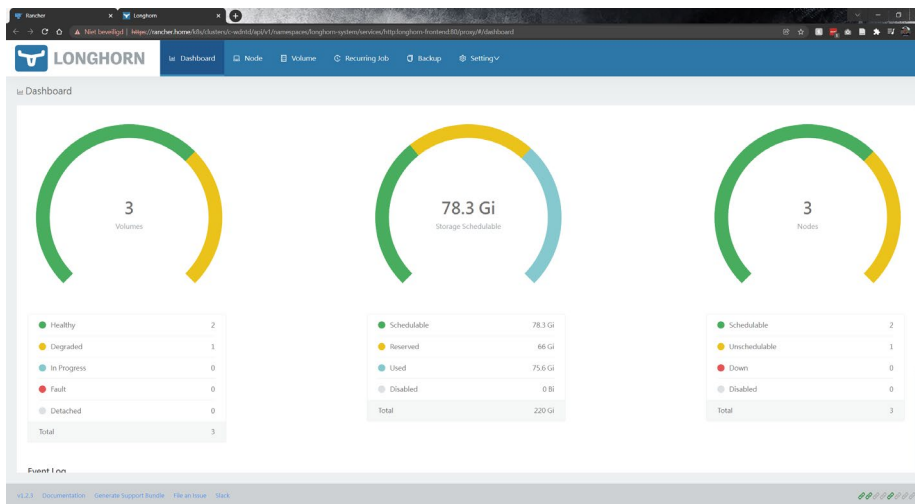 Rancher
Longhorn
Niet beveiligd | https://rancher.home/k8s/clusters/c-wdntd/api/v1/namespaces/longhorn-system/services/http:longhorn-frontend:80/proxy/#/dashboard
LONGHORN
Dashboard
Node
Volume
Recurring Job
Backup
Setting
Dashboard
3
Volumes
Healthy 2
Degraded 1
In Progress 0
Fault 0
Detached 0
Total 3
78.3 Gi
Storage Schedulable
Schedulable 78.3 Gi
Reserved 66 Gi
Used 75.6 Gi
Disabled 0 Bi
Total 220 Gi
3
Nodes
Schedulable 2
Unschedulable 1
Down 0
Disabled 0
Total 3
Event Log
v1.2.3 Documentation Generate Support Bundle File an Issue Slack